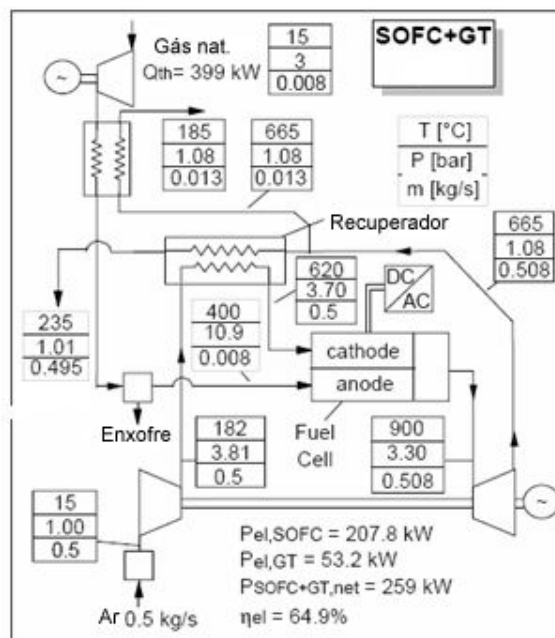 SOFC+GT
Gás nat.
Qth= 399 kW
15
3
0.008
T [°C]
P [bar]
m [kg/s]
185
1.08
0.013
665
1.08
0.013
Recuperador
665
1.08
0.508
620
3.70
0.5
DC
AC
400
10.9
0.008
235
1.01
0.495
cathode
anode
Enxofre
Fuel
Cell
182
3.81
0.5
900
3.30
0.508
15
1.00
0.5
~
~
Pel,SOFC = 207.8 kW
Pel,GT = 53.2 kW
PSOFC+GT,net = 259 kW
ηel = 64.9%
Ar 0.5 kg/s